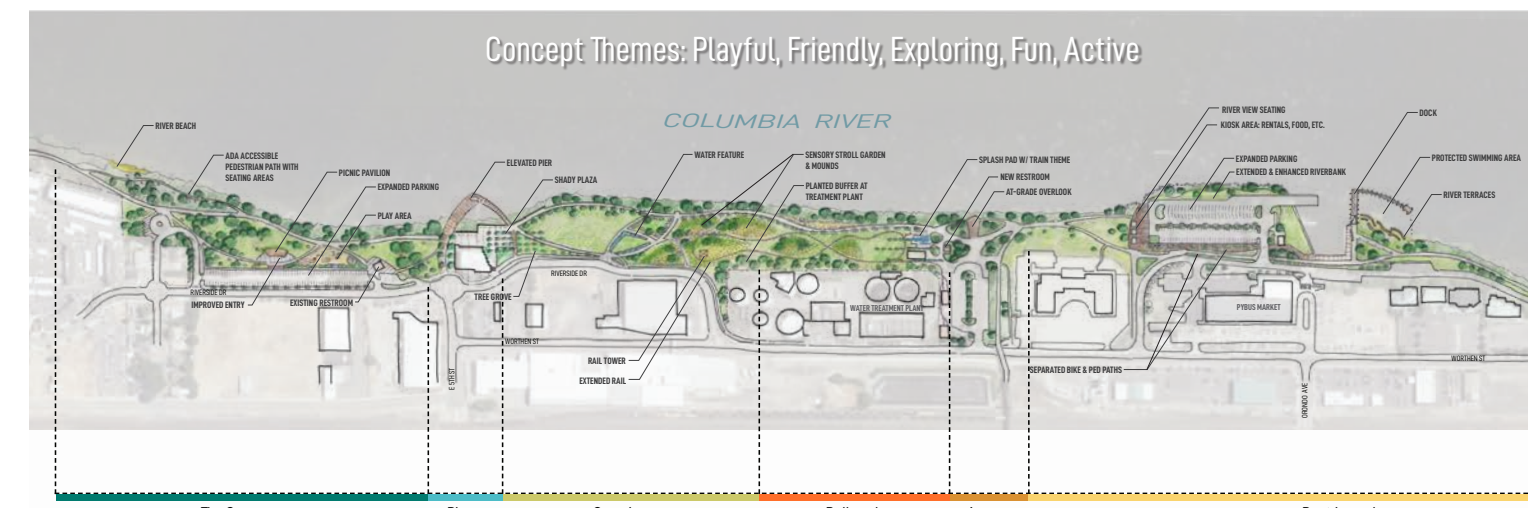 Concept Themes: Playful, Friendly, Exploring, Fun, Active
COLUMBIA RIVER
RIVER BEACH
ADA ACCESSIBLE
PEDESTRIAN PATH WITH
SEATING AREAS
PICNIC PAVILION
EXPANDED PARKING
PLAY AREA
ELEVATED PIER
SHADY PLAZA
WATER FEATURE
SENSORY STROLL GARDEN
& MOUNDS
PLANTED BUFFER AT
TREATMENT PLANT
SPLASH PAD W/ TRAIN THEME
NEW RESTROOM
AT-GRADE OVERLOOK
RIVER VIEW SEATING
KIOSK AREA: RENTALS, FOOD, ETC.
EXPANDED PARKING
EXTENDED & ENHANCED RIVERBANK
DOCK
PROTECTED SWIMMING AREA
RIVER TERRACES
RIVERSIDE DR
IMPROVED ENTRY
EXISTING RESTROOM
TREE GROVE
RIVERSIDE DR
WORTHEN ST
E 5TH ST
RAIL TOWER
EXTENDED RAIL
WATER TREATMENT PLANT
SEPARATED BIKE & PED PATHS
PYBUS MARKET
ORONDO AVE
WORTHEN ST